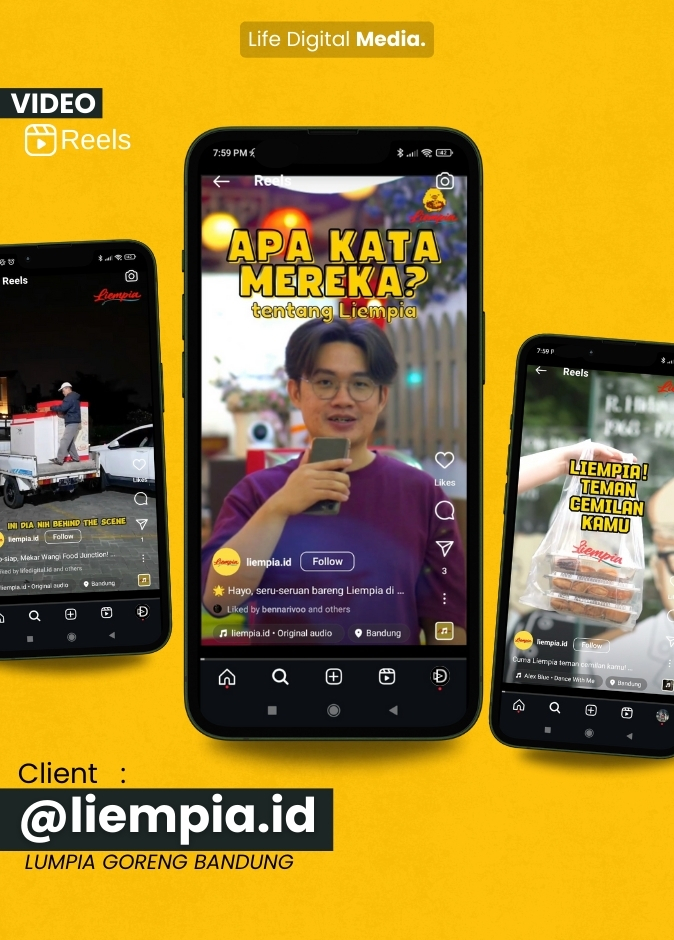 Life Digital Media.
VIDEO
Reels
Reels
Liempia
INI DIA NIH BEHIND THE SCENE
liempia.id Follow
-siap, Mekar Wangi Food Junction! ...
liked by lifedigital.id and others
liempia.id • Original audio Bandung
Likes
1
7:59 PM
Reels
Liempia
APA KATA
MEREKA?
tentang Liempia
Likes
3
Liempia
liempia.id Follow
Hayo, seru-seruan bareng Liempia di ...
Liked by bennarivoo and others
liempia.id • Original audio Bandung
7:59 P
Reels
LIEMPIA!
TEMAN
CEMILAN
KAMU
Liempia
liempia.id Follow
Cuma Liempia teman cemilan kamu! ...
Alex Blue • Dance With Me Bandung
Client :
@liempia.id
LUMPIA GORENG BANDUNG